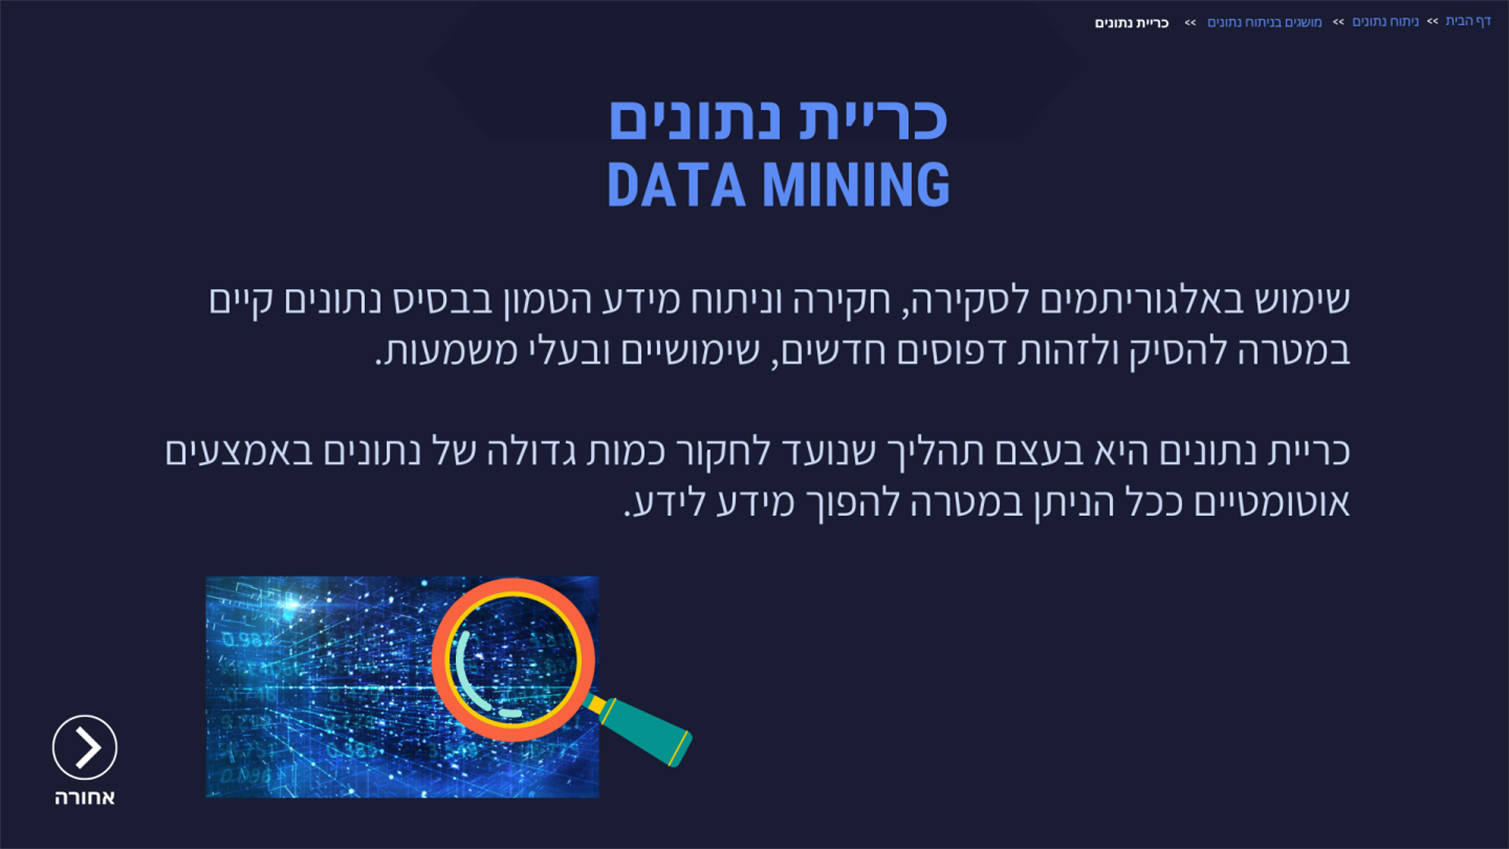 דף הבית >> ניתוח נתונים >> מושגים בניתוח נתונים >> כריית נתונים
כריית נתונים
DATA MINING
שימוש באלגוריתמים לסקירה, חקירה וניתוח מידע הטמון בבסיס נתונים קיים
במטרה להסיק ולזהות דפוסים חדשים, שימושיים ובעלי משמעות.
כריית נתונים היא בעצם תהליך שנועד לחקור כמות גדולה של נתונים באמצעים
אוטומטיים ככל הניתן במטרה להפוך מידע לידע.
אחורה